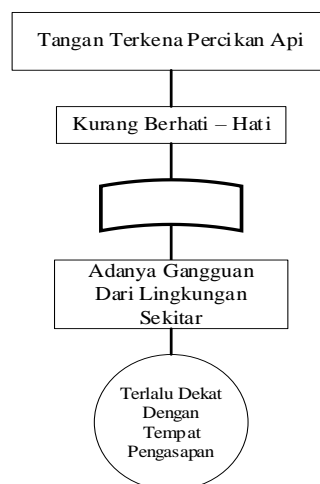 Tangan Terkena Percikan Api
Kurang Berhati – Hati
Adanya Gangguan
Dari Lingkungan
Sekitar
Terlalu Dekat
Dengan
Tempat
Pengasapan